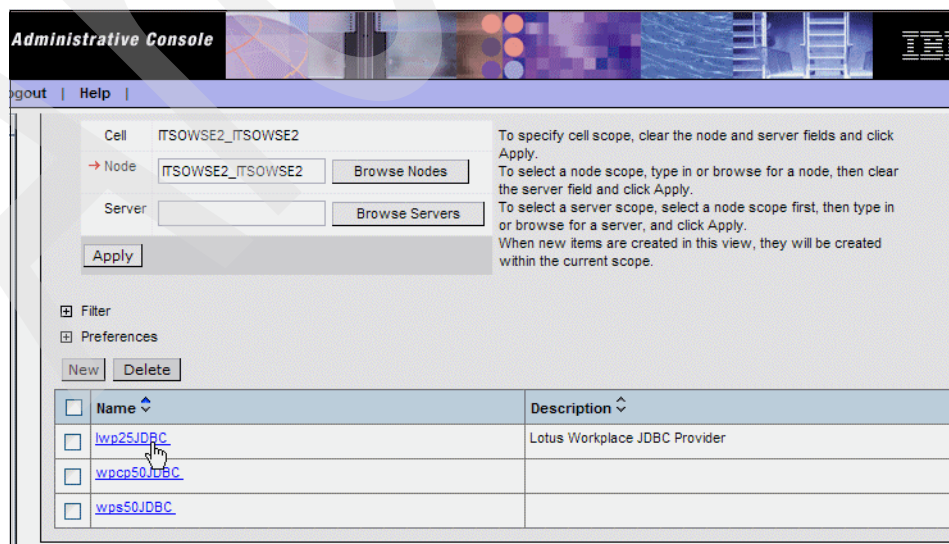 Administrative Console
IBM
ogout | Help |
Cell ITSOWSE2_ITSOWSE2
Node ITSOWSE2_ITSOWSE2 Browse Nodes
Server Browse Servers
Apply
To specify cell scope, clear the node and server fields and click
Apply.
To select a node scope, type in or browse for a node, then clear
the server field and click Apply.
To select a server scope, select a node scope first, then type in
or browse for a server, and click Apply.
When new items are created in this view, they will be created
within the current scope.
Filter
Preferences
New Delete
Name Description
lwp25JDBC Lotus Workplace JDBC Provider
wpcp50JDBC
wps50JDBC